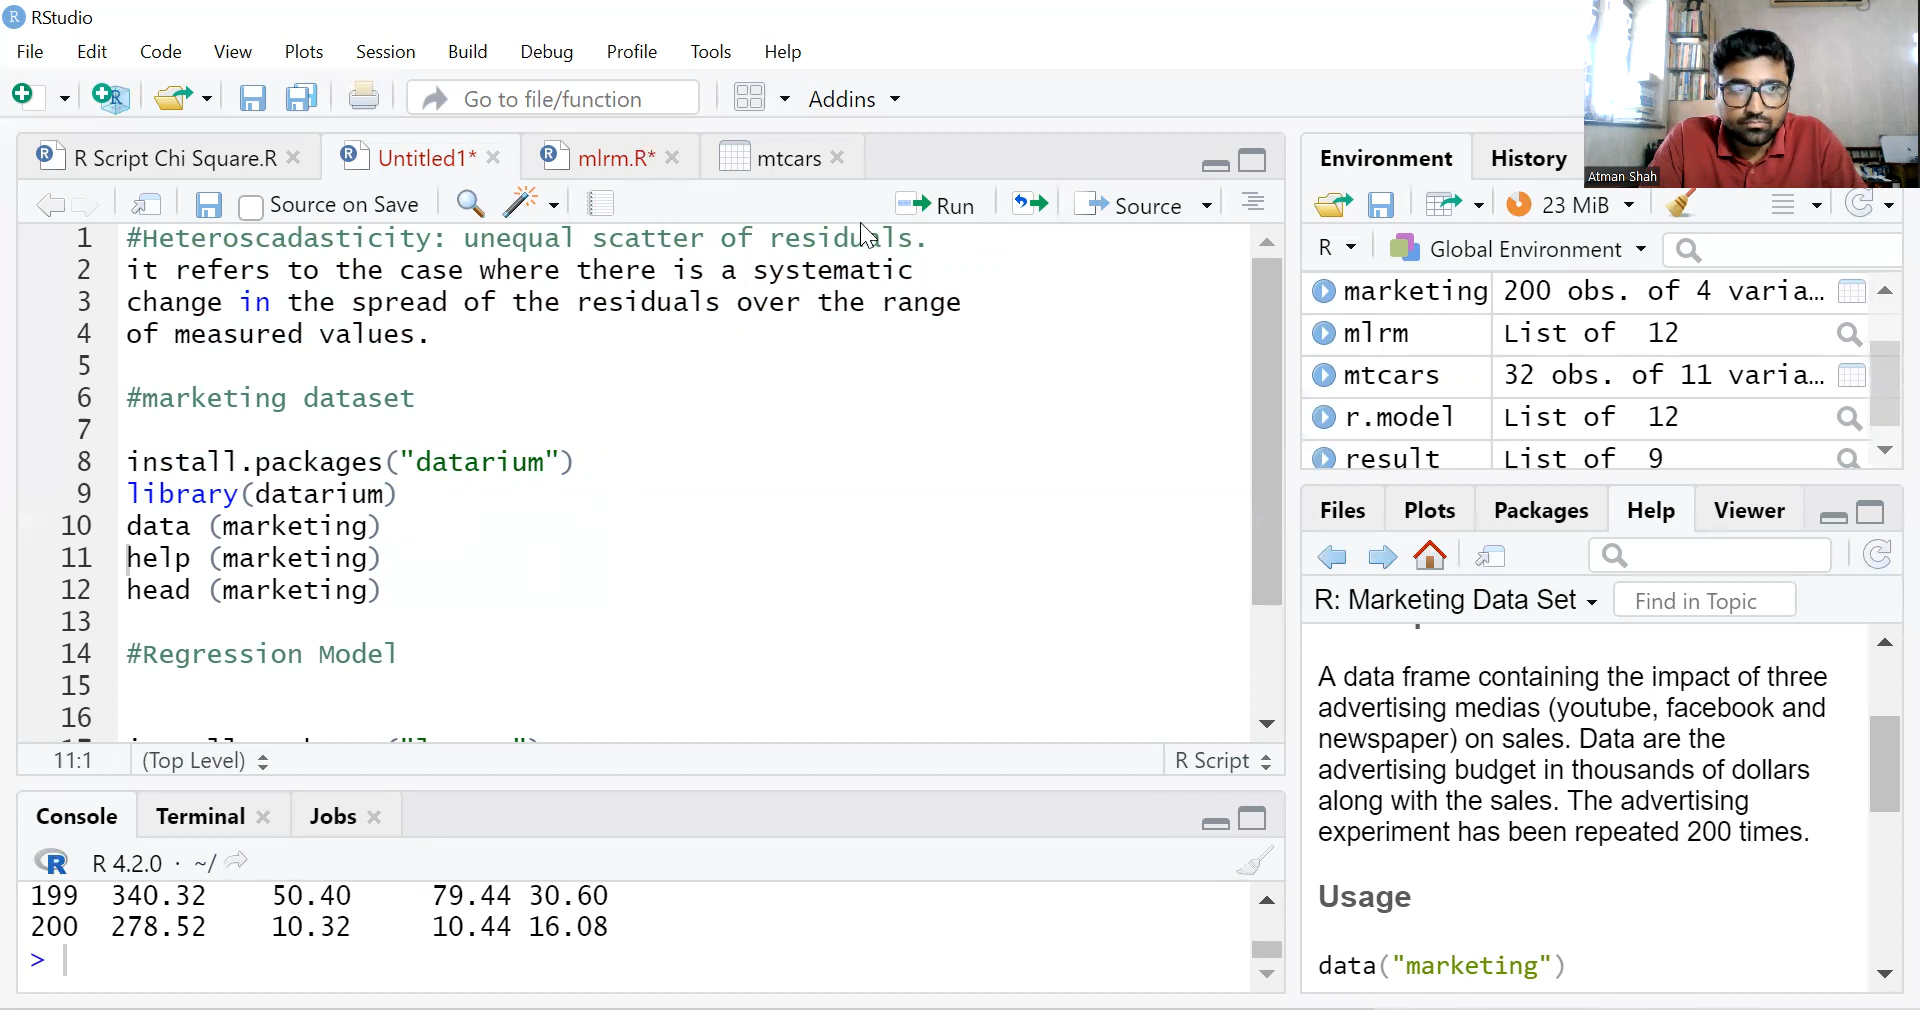 RStudio
File Edit Code View Plots Session Build Debug Profile Tools Help
Go to file/function Addins
Atman Shah
R Script Chi Square.R Untitled1* mlrm.R* mtcars
Source on Save Run Source
1 #Heteroscadasticity: unequal scatter of residuals.
2 it refers to the case where there is a systematic
3 change in the spread of the residuals over the range
4 of measured values.
5
6 #marketing dataset
7
8 install.packages("datarium")
9 library(datarium)
10 data (marketing)
11 help (marketing)
12 head (marketing)
13
14 #Regression Model
15
16
11:1 (Top Level) R Script
Console Terminal Jobs
R 4.2.0 · ~/
199 340.32 50.40 79.44 30.60
200 278.52 10.32 10.44 16.08
>
Environment History
23 MiB
R Global Environment
marketing 200 obs. of 4 varia...
mlrm List of 12
mtcars 32 obs. of 11 varia...
r.model List of 12
result List of 9
Files Plots Packages Help Viewer
R: Marketing Data Set Find in Topic
A data frame containing the impact of three
advertising medias (youtube, facebook and
newspaper) on sales. Data are the
advertising budget in thousands of dollars
along with the sales. The advertising
experiment has been repeated 200 times.
Usage
data("marketing")